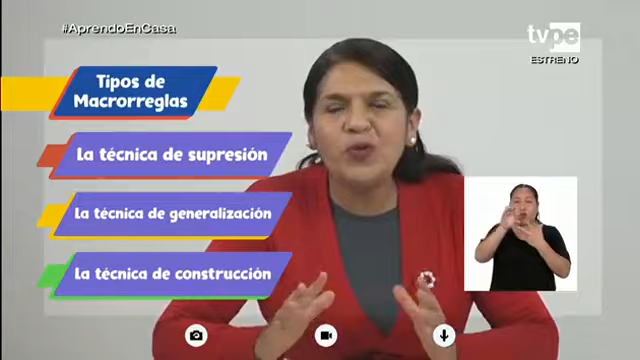 #AprendoEnCasa
tvpe
ESTRENO
Tipos de
Macrorreglas
La técnica de supresión
La técnica de generalización
La técnica de construcción